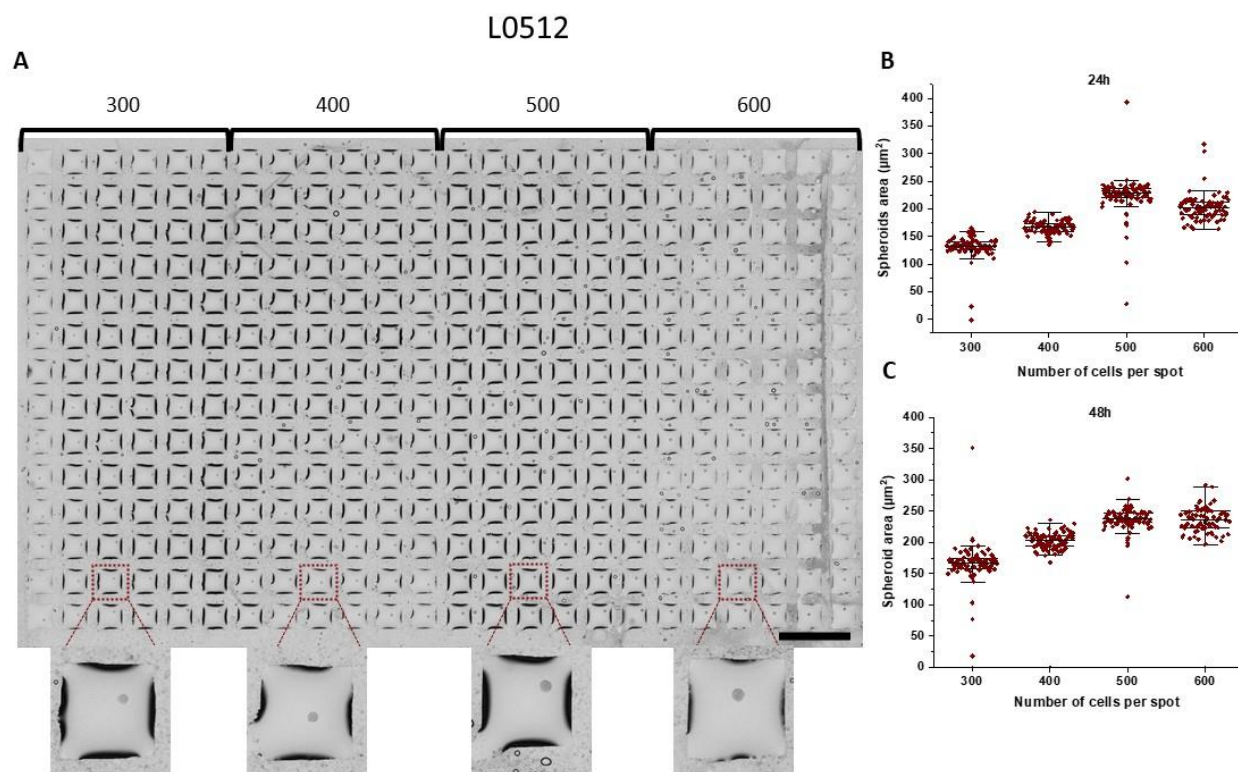 L0512
A
300 400 500 600
B
24h
Spheroids area (µm²)
400
350
300
250
200
150
100
50
0
300 400 500 600
Number of cells per spot
C
48h
Spheroid area (µm²)
400
350
300
250
200
150
100
50
0
300 400 500 600
Number of cells per spot